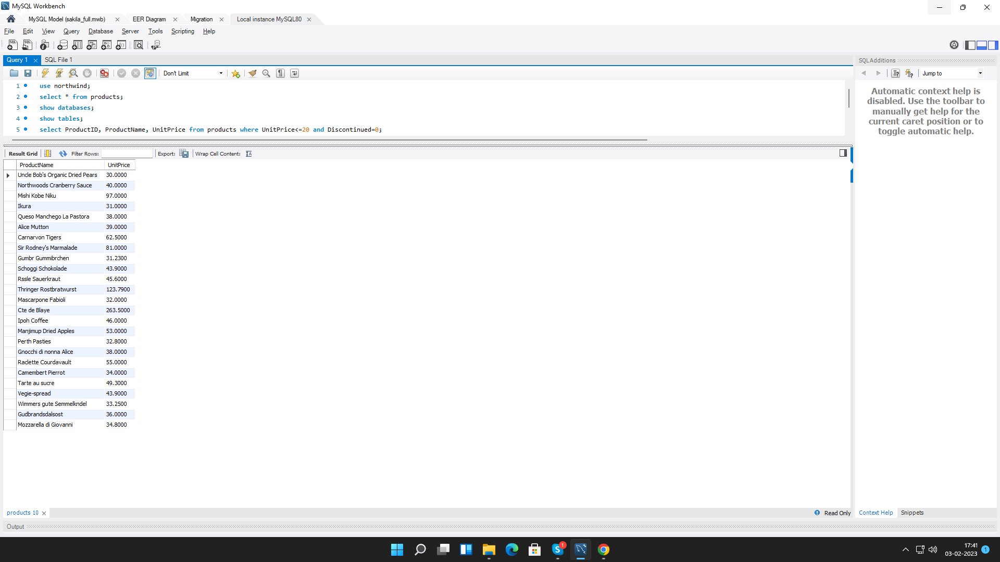 MySQL Workbench
MySQL Model (sakila_full.mwb)
EER Diagram
Migration
Local instance MySQL80
File Edit View Query Database Server Tools Scripting Help
Query 1
SQL File 1
SQLAdditions
Don't Limit
Jump to
1 use northwind;
2 select * from products;
3 show databases;
4 show tables;
5 select ProductID, ProductName, UnitPrice from products where UnitPrice<=20 and Discontinued=0;
Automatic context help is
disabled. Use the toolbar to
manually get help for the
current caret position or to
toggle automatic help.
Result Grid Filter Rows: Export: Wrap Cell Content:
ProductName UnitPrice
Uncle Bob's Organic Dried Pears 30.0000
Northwoods Cranberry Sauce 40.0000
Mishi Kobe Niku 97.0000
Ikura 31.0000
Queso Manchego La Pastora 38.0000
Alice Mutton 39.0000
Carnarvon Tigers 62.5000
Sir Rodney's Marmalade 81.0000
Gumbr Gummibrchen 31.2300
Schoggi Schokolade 43.9000
Rssle Sauerkraut 45.6000
Thringer Rostbratwurst 123.7900
Mascarpone Fabioli 32.0000
Cte de Blaye 263.5000
Ipoh Coffee 46.0000
Manjimup Dried Apples 53.0000
Perth Pasties 32.8000
Gnocchi di nonna Alice 38.0000
Raclette Courdavault 55.0000
Camembert Pierrot 34.0000
Tarte au sucre 49.3000
Vegie-spread 43.9000
Wimmers gute Semmelkndel 33.2500
Gudbrandsdalsost 36.0000
Mozzarella di Giovanni 34.8000
products 10
Read Only
Context Help Snippets
Output
17:41
03-02-2023
1
1